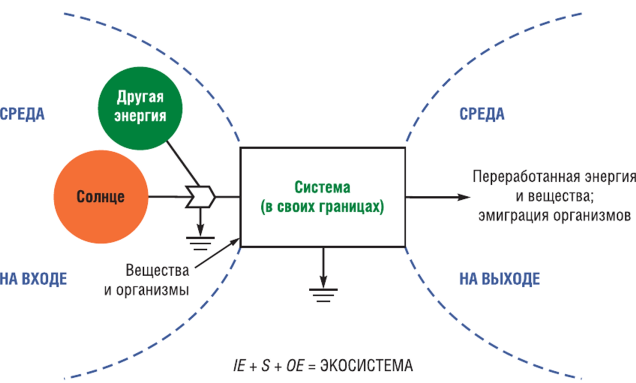 СРЕДА
Другая
энергия
СРЕДА
Солнце
Система
(в своих границах)
Переработанная энергия
и вещества;
эмиграция организмов
Вещества
и организмы
НА ВХОДЕ
НА ВЫХОДЕ
IE + S + OE = ЭКОСИСТЕМА